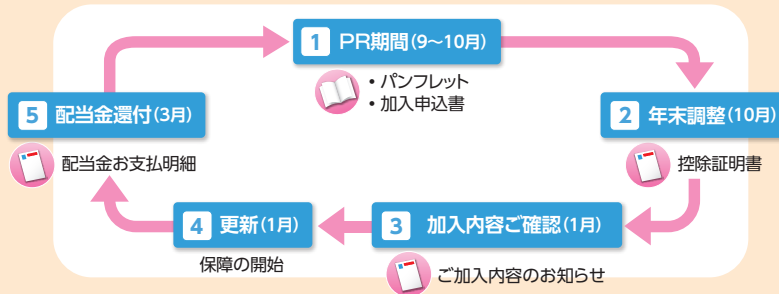 1 PR期間(9～10月)
・パンフレット
・加入申込書
2 年末調整(10月)
控除証明書
3 加入内容ご確認(1月)
ご加入内容のお知らせ
4 更新(1月)
保障の開始
5 配当金還付(3月)
配当金お支払明細